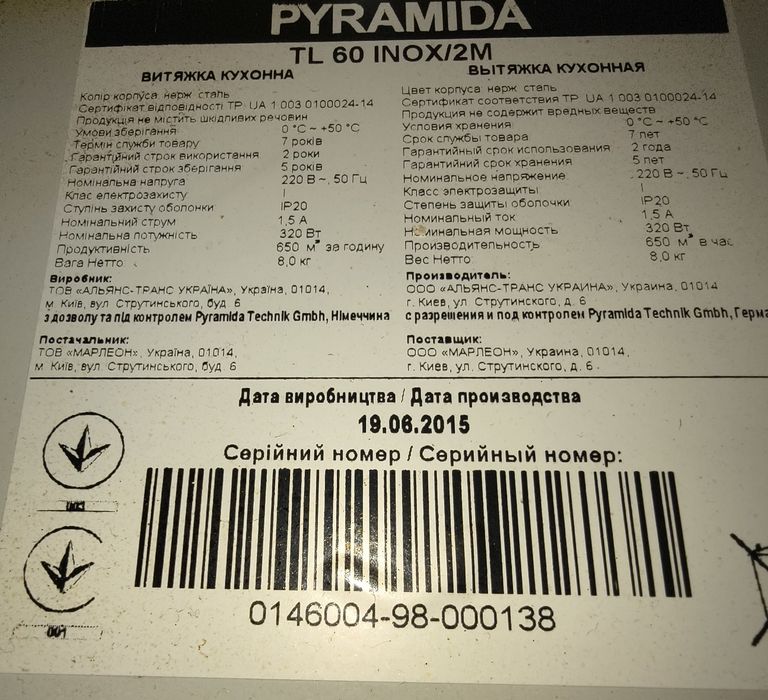 PYRAMIDA
TL 60 INOX/2M
ВИТЯЖКА КУХОННА
Колір корпуса нерж сталь
Сертифікат відповідності ТР UA 1 003 0100024-14
Продукція не містить шкідливих речовин
Умови зберігання 0 °C ~ +50 °C
Термін служби товару 7 років
Гарантійний строк використання 2 роки
Гарантійний строк зберігання 5 років
Номінальна напруга 220 В ~, 50 Гц
Клас електрозахисту I
Ступінь захисту оболонки IP20
Номінальний струм 1,5 А
Номінальна потужність 320 Вт
Продуктивність 650 м³ за годину
Вага Нетто 8,0 кг
Виробник:
ТОВ «АЛЬЯНС-ТРАНС УКРАЇНА», Україна, 01014,
м Київ, вул Струтинського, буд 6
з дозволу та під контролем Pyramida Technik Gmbh, Німеччина
Постачальник:
ТОВ «МАРЛЕОН», Україна, 01014,
м Київ, вул. Струтинського, буд 6
ВЫТЯЖКА КУХОННАЯ
Цвет корпуса нерж сталь
Сертификат соответствия ТР UA 1 003 0100024-14
Продукция не содержит вредных веществ
Условия хранения 0 °C ~ +50 °C
Срок службы товара 7 лет
Гарантийный срок использования 2 года
Гарантийный срок хранения 5 лет
Номинальное напряжение 220 В ~, 50 Гц
Класс электрозащиты I
Степень защиты оболочки IP20
Номинальный ток 1,5 А
Номинальная мощность 320 Вт
Производительность 650 м³ в час
Вес Нетто 8,0 кг
Производитель:
ООО «АЛЬЯНС-ТРАНС УКРАИНА», Украина, 01014
г. Киев, ул Струтинского, д. 6
с разрешения и под контролем Pyramida Technik Gmbh, Герма
Поставщик:
ООО «МАРЛЕОН», Украина, 01014,
г. Киев, ул. Струтинского, д. 6
Дата виробництва / Дата производства
19.06.2015
Серійний номер / Серийный номер:
003
001
0146004-98-000138